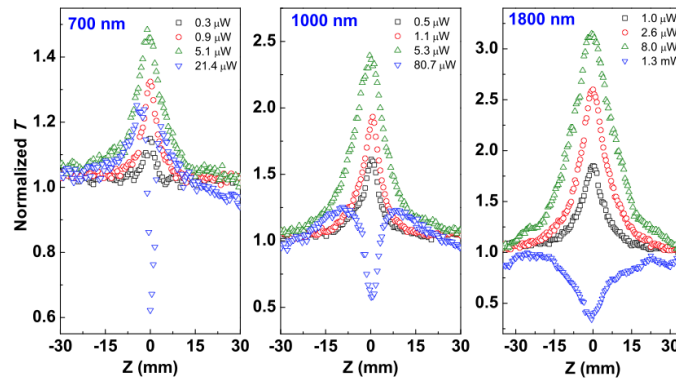 700 nm
0.3 μW
0.9 μW
5.1 μW
21.4 μW
1000 nm
0.5 μW
1.1 μW
5.3 μW
80.7 μW
1800 nm
1.0 μW
2.6 μW
8.0 μW
1.3 mW
Normalized T
1.4
1.2
1.0
0.8
0.6
2.5
2.0
1.5
1.0
0.5
3.0
2.5
2.0
1.5
1.0
0.5
-30 -15 0 15 30
-30 -15 0 15 30
-30 -15 0 15 30
Z (mm)
Z (mm)
Z (mm)